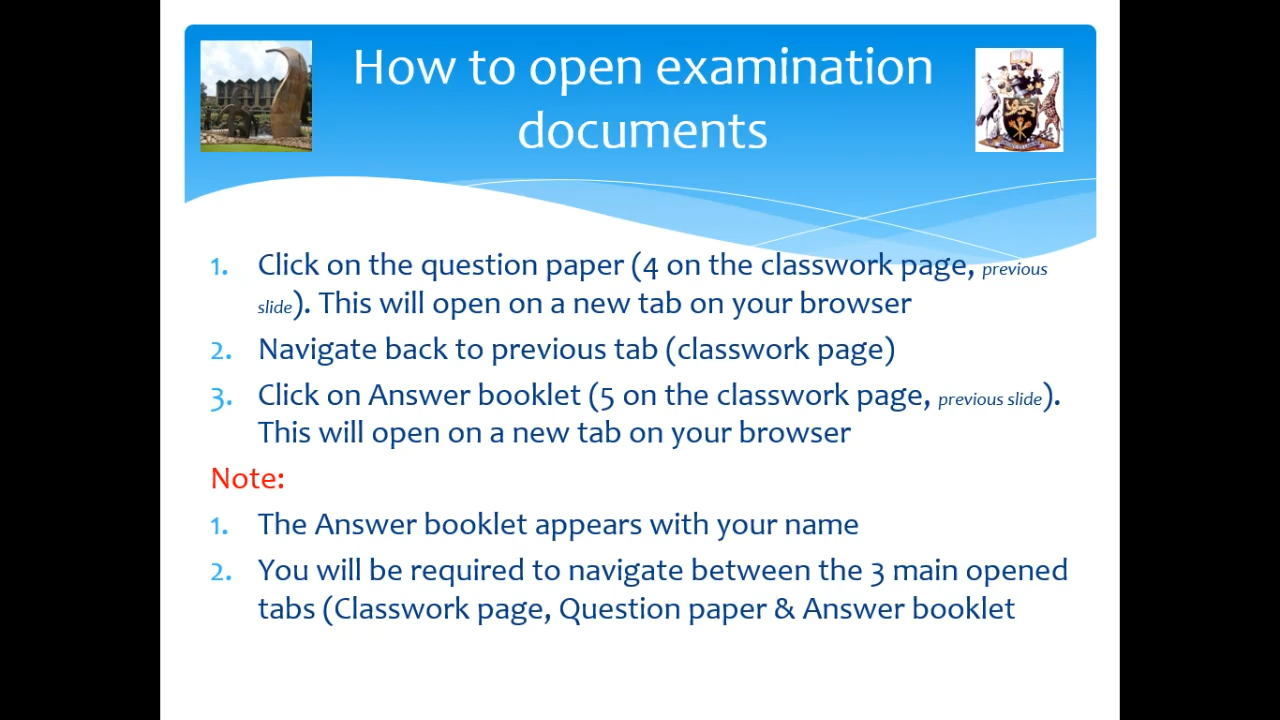 How to open examination
documents
1. Click on the question paper (4 on the classwork page, previous
slide). This will open on a new tab on your browser
2. Navigate back to previous tab (classwork page)
3. Click on Answer booklet (5 on the classwork page, previous slide).
This will open on a new tab on your browser
Note:
1. The Answer booklet appears with your name
2. You will be required to navigate between the 3 main opened
tabs (Classwork page, Question paper & Answer booklet